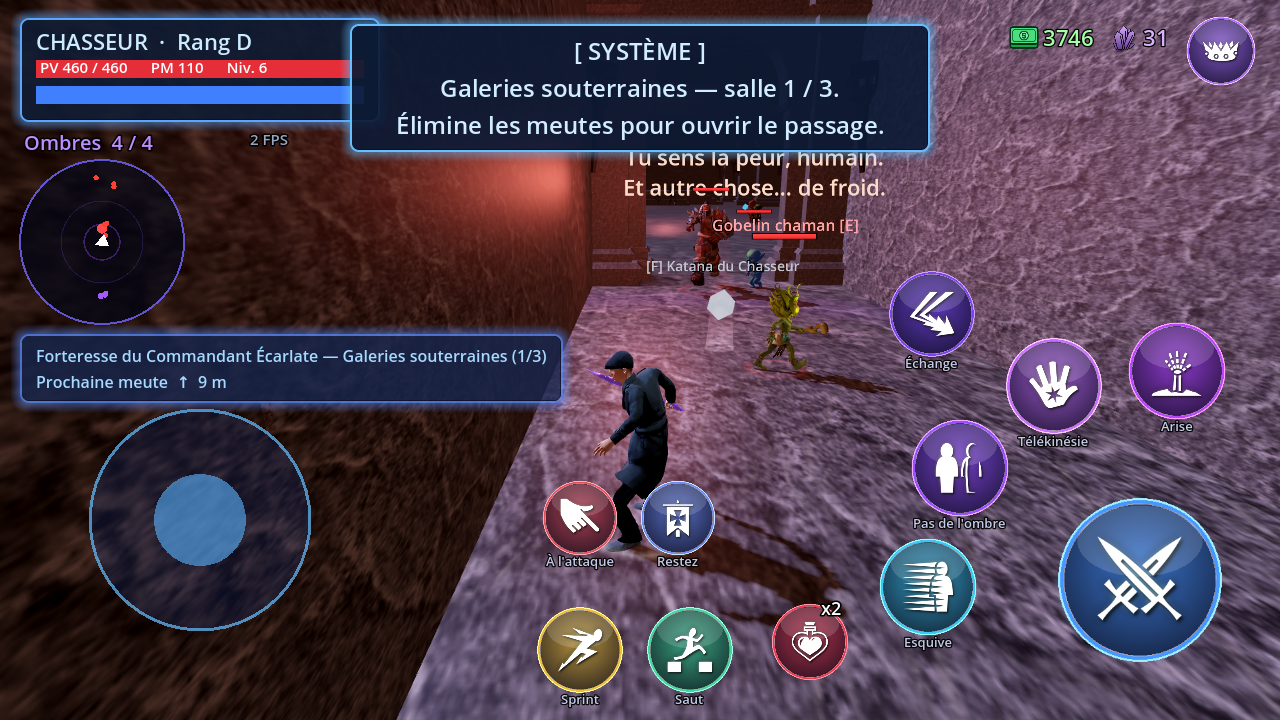 CHASSEUR · Rang D
PV 460 / 460 PM 110 Niv. 6
[ SYSTÈME ]
Galeries souterraines — salle 1 / 3.
Élimine les meutes pour ouvrir le passage.
3746
31
Ombres 4 / 4
2 FPS
Tu sens la peur, humain.
Et autre chose... de froid.
Gobelin chaman [E]
[F] Katana du Chasseur
Forteresse du Commandant Écarlate — Galeries souterraines (1/3)
Prochaine meute ↑ 9 m
Échange
Télékinésie
Arise
Pas de l'ombre
À l'attaque
Restez
x2
Esquive
Sprint
Saut